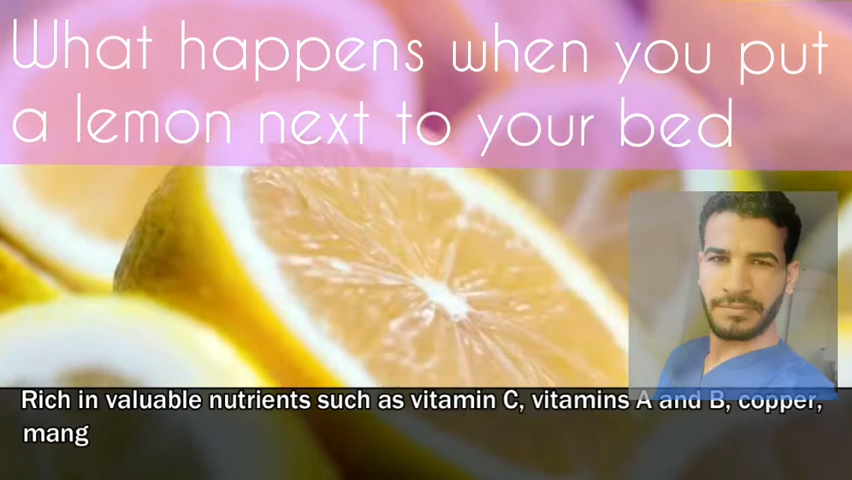 What happens when you put
a lemon next to your bed
Rich in valuable nutrients such as vitamin C, vitamins A and B, copper,
mang